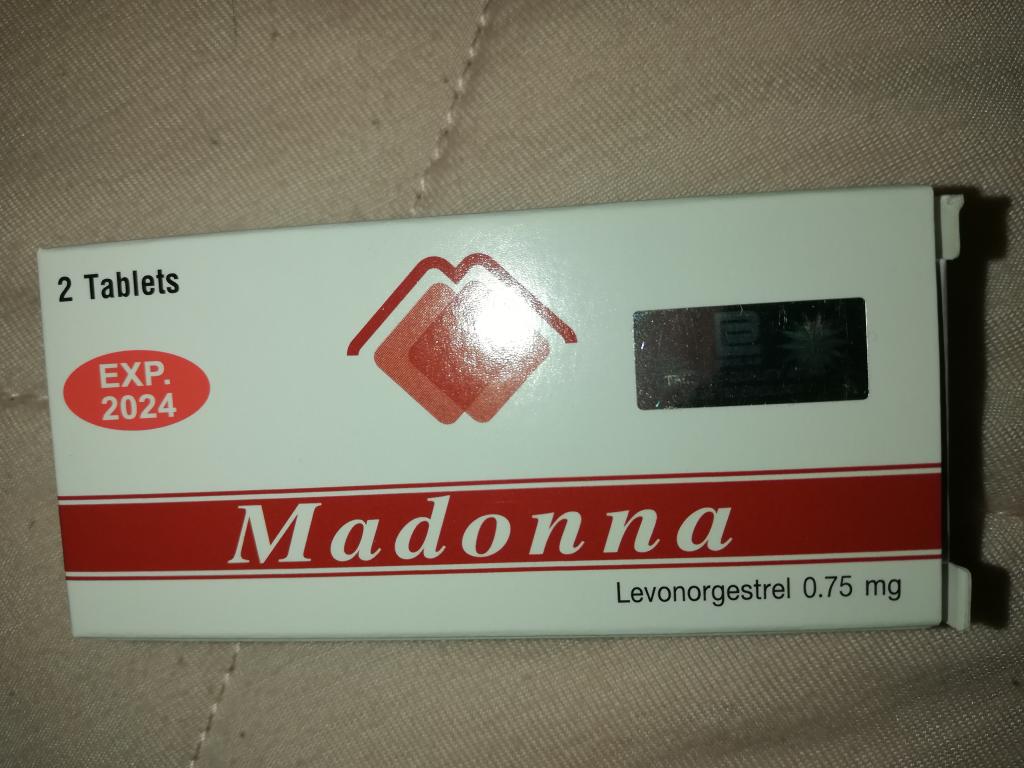 2 Tablets
EXP.
2024
Madonna
Levonorgestrel 0.75 mg